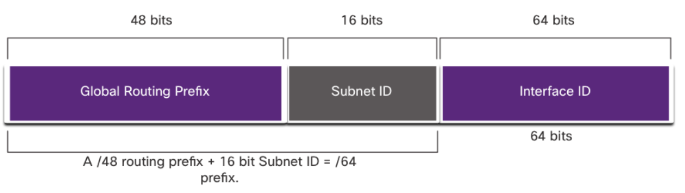 48 bits 16 bits 64 bits
Global Routing Prefix Subnet ID Interface ID
64 bits
A /48 routing prefix + 16 bit Subnet ID = /64
prefix.